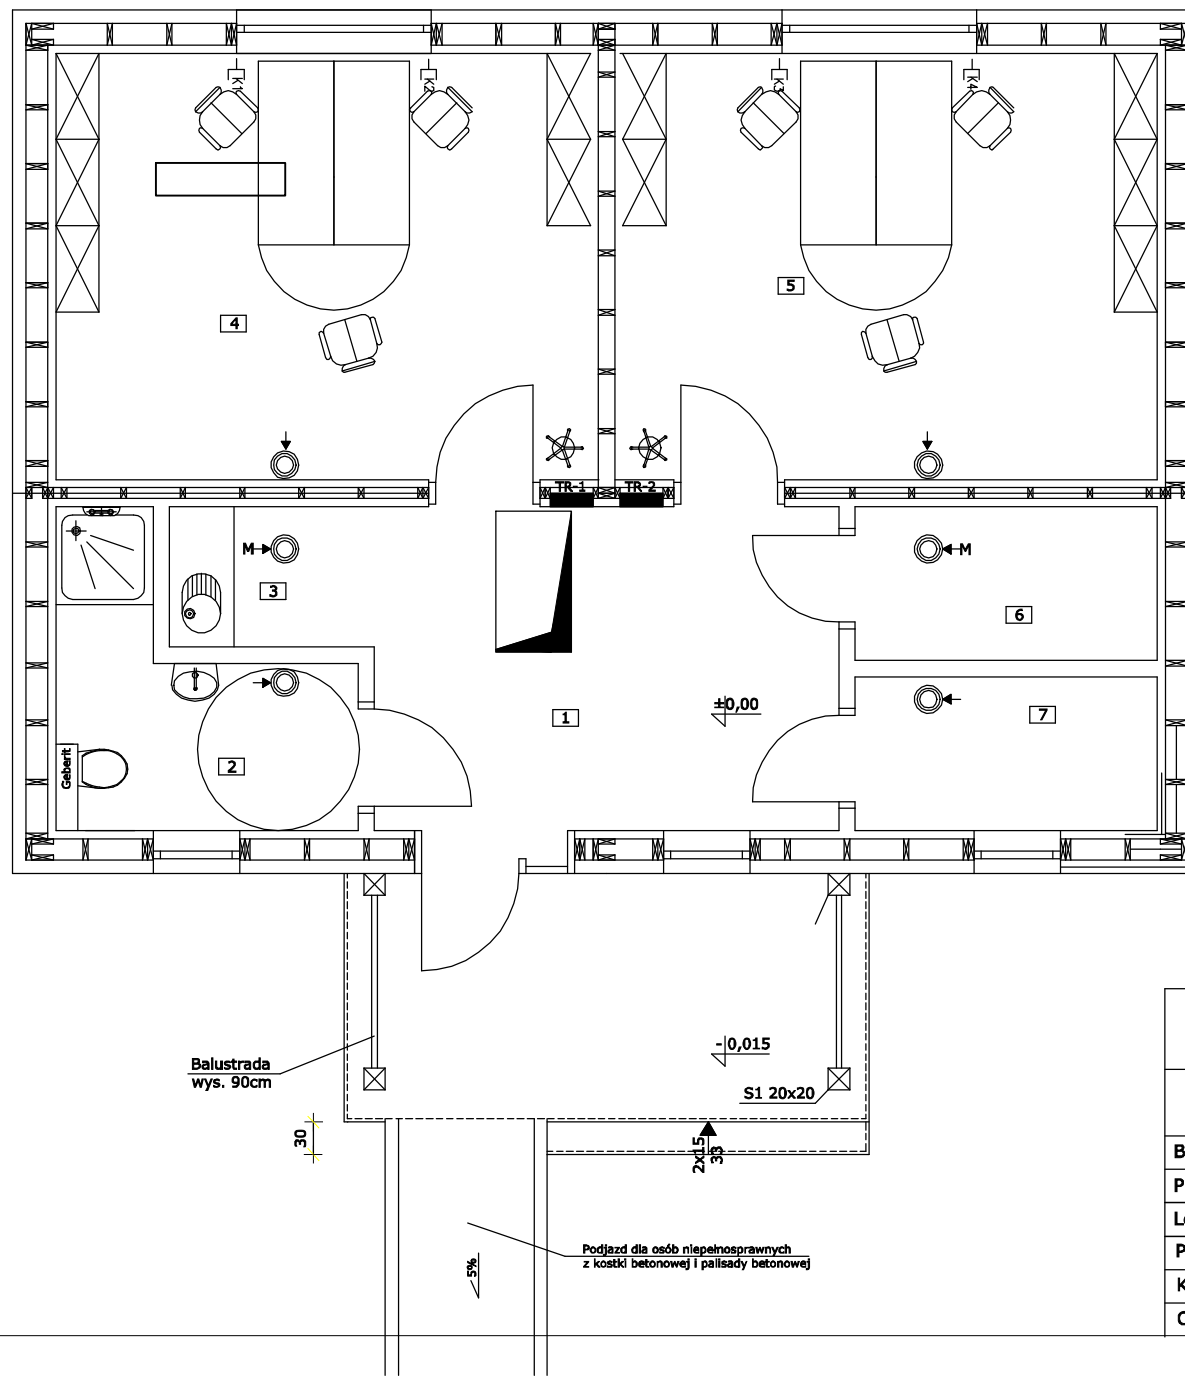 K1
K2
K3
K4
4
5
TR-1
TR-2
M
3
M
6
1
±0,00
7
2
Geberit
Balustrada
wys. 90cm
-0,015
S1 20x20
30
2x15
33
5%
Podjazd dla osób niepełnosprawnych
z kostki betonowej i palisady betonowej
B
P
L
P
K